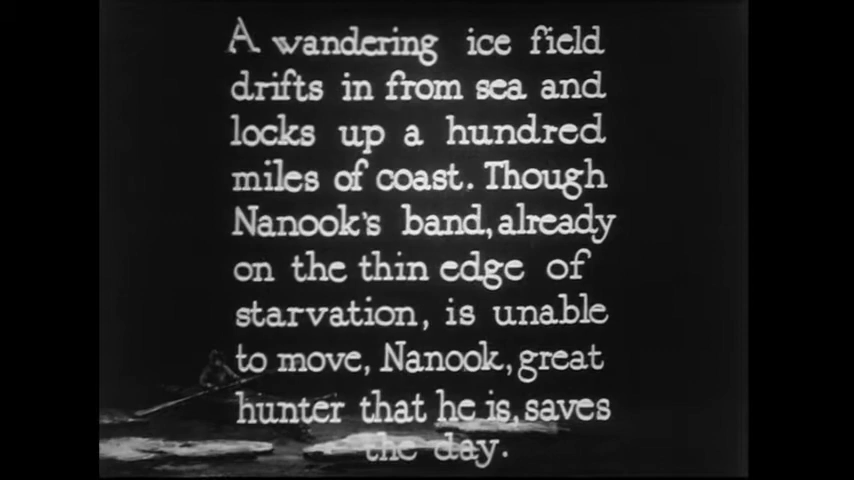 A wandering ice field
drifts in from sea and
locks up a hundred
miles of coast. Though
Nanook's band, already
on the thin edge of
starvation, is unable
to move, Nanook, great
hunter that he is, saves
the day.